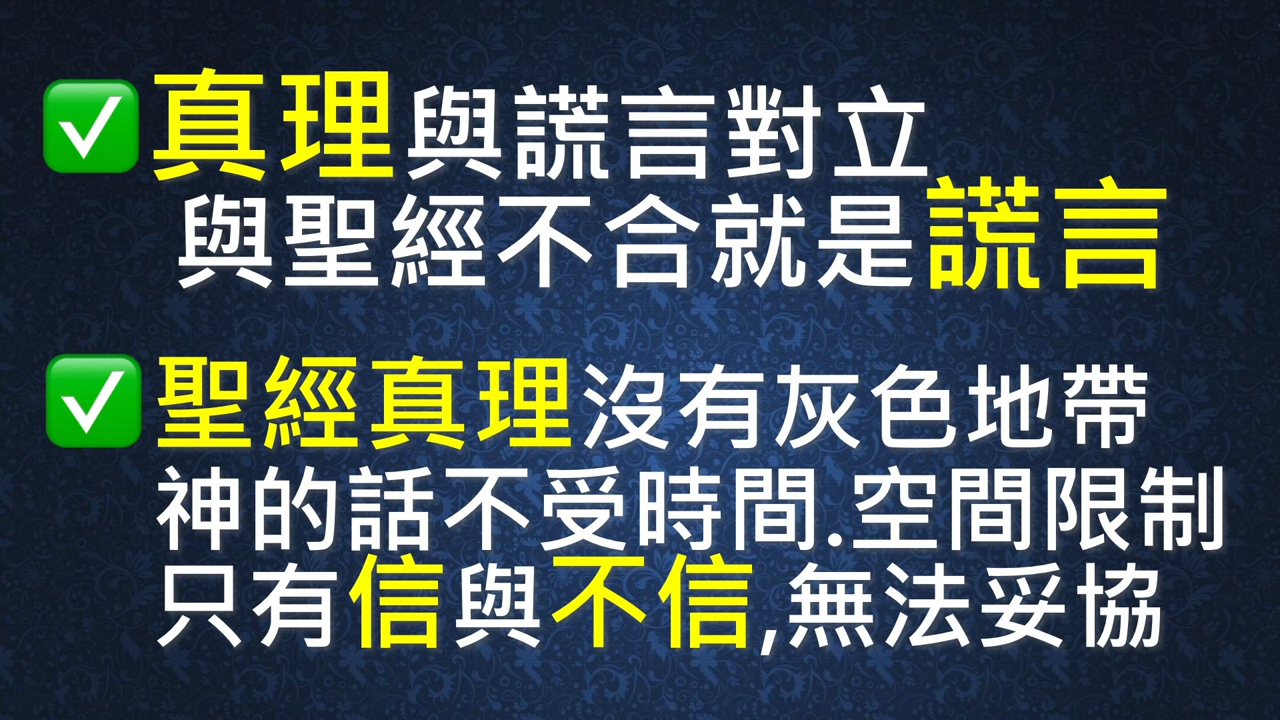 ✅真理與謊言對立
與聖經不合就是謊言
✅聖經真理沒有灰色地帶
神的話不受時間.空間限制
只有信與不信,無法妥協